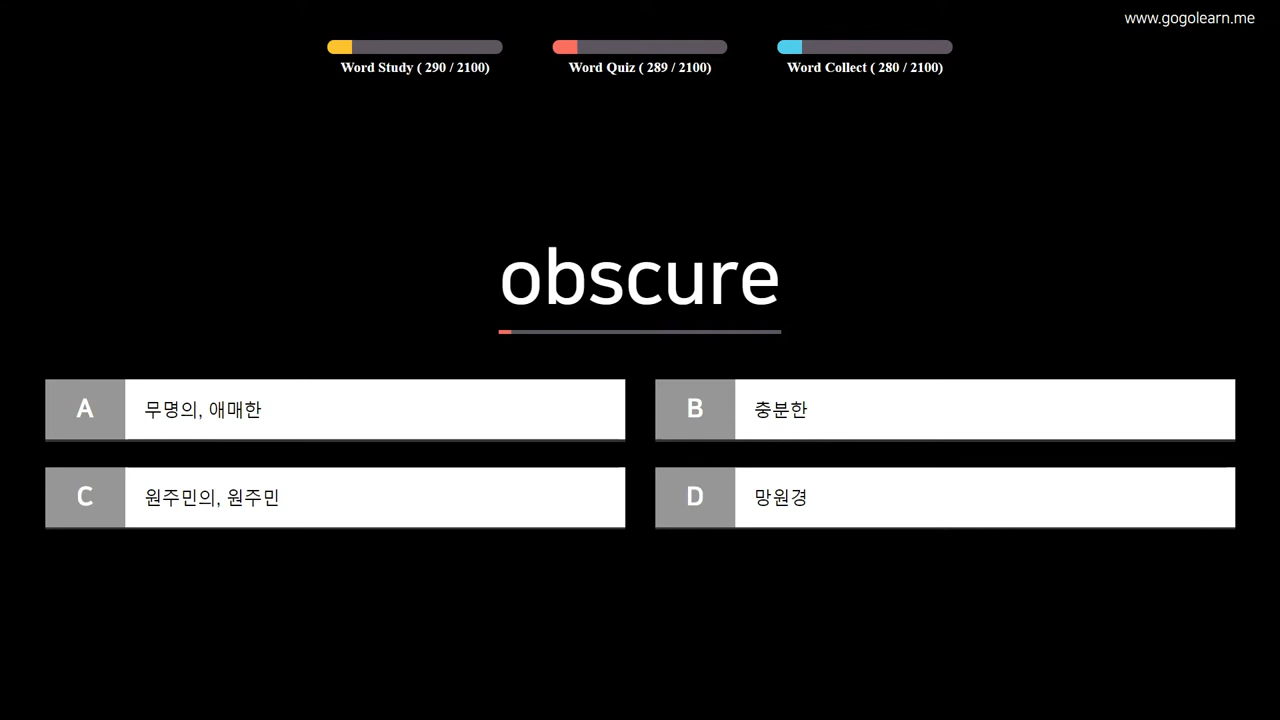 www.gogolearn.me
Word Study ( 290 / 2100)
Word Quiz ( 289 / 2100)
Word Collect ( 280 / 2100)
obscure
A 무명의, 애매한
B 충분한
C 원주민의, 원주민
D 망원경